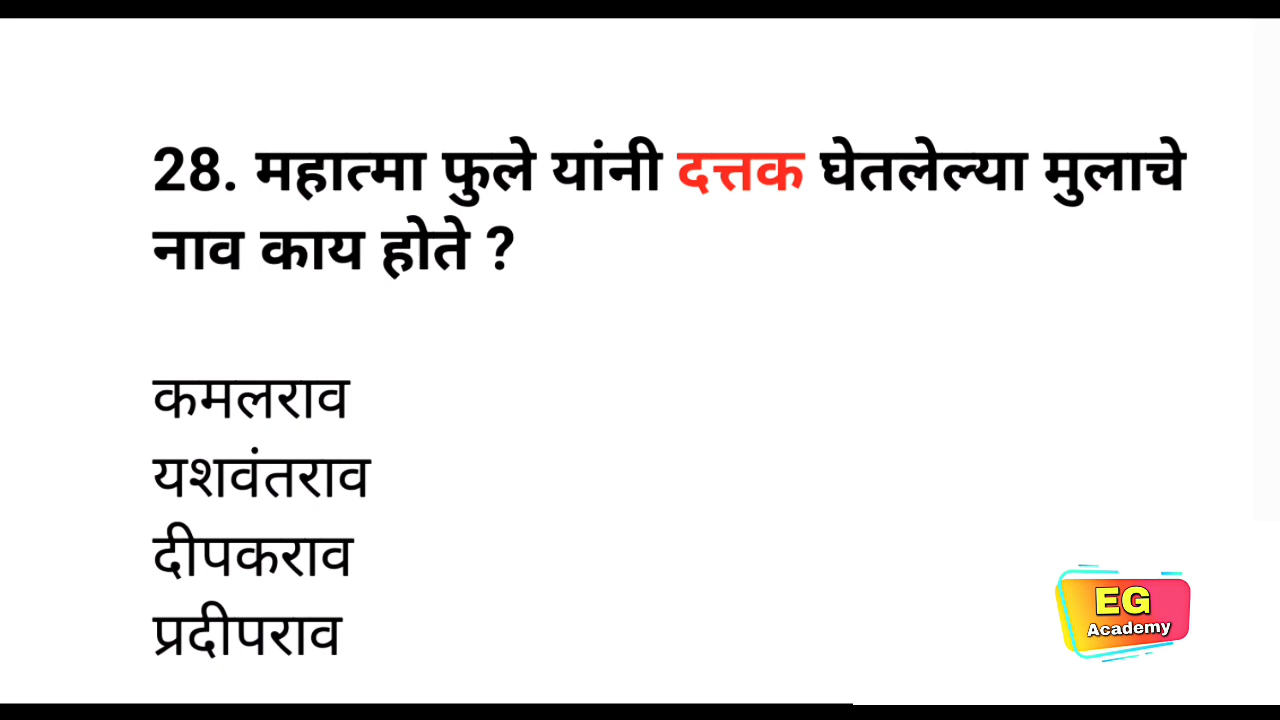 28. महात्मा फुले यांनी दत्तक घेतलेल्या मुलाचे
नाव काय होते ?
कमलराव
यशवंतराव
दीपकराव
प्रदीपराव
EG
Academy